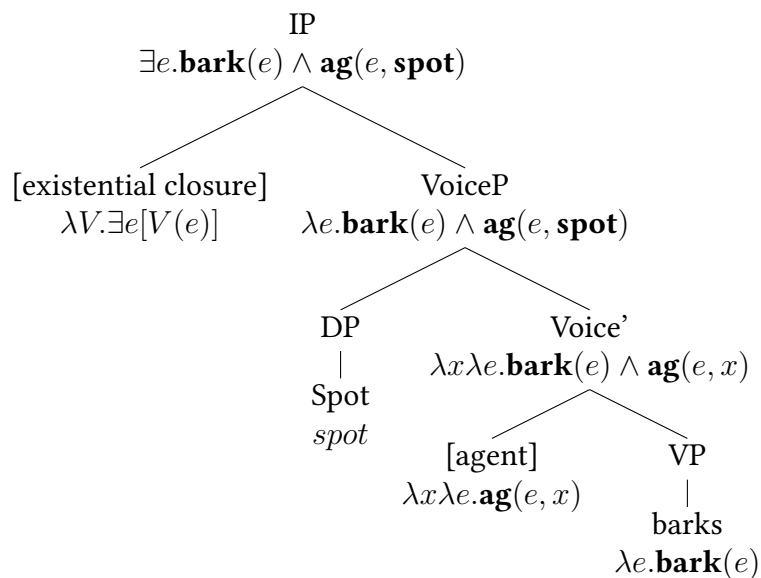 IP
∃e.bark(e) ∧ ag(e, spot)
[existential closure]
λV.∃e[V(e)]
VoiceP
λe.bark(e) ∧ ag(e, spot)
DP
Spot
spot
Voice’
λxλe.bark(e) ∧ ag(e, x)
[agent]
λxλe.ag(e, x)
VP
barks
λe.bark(e)